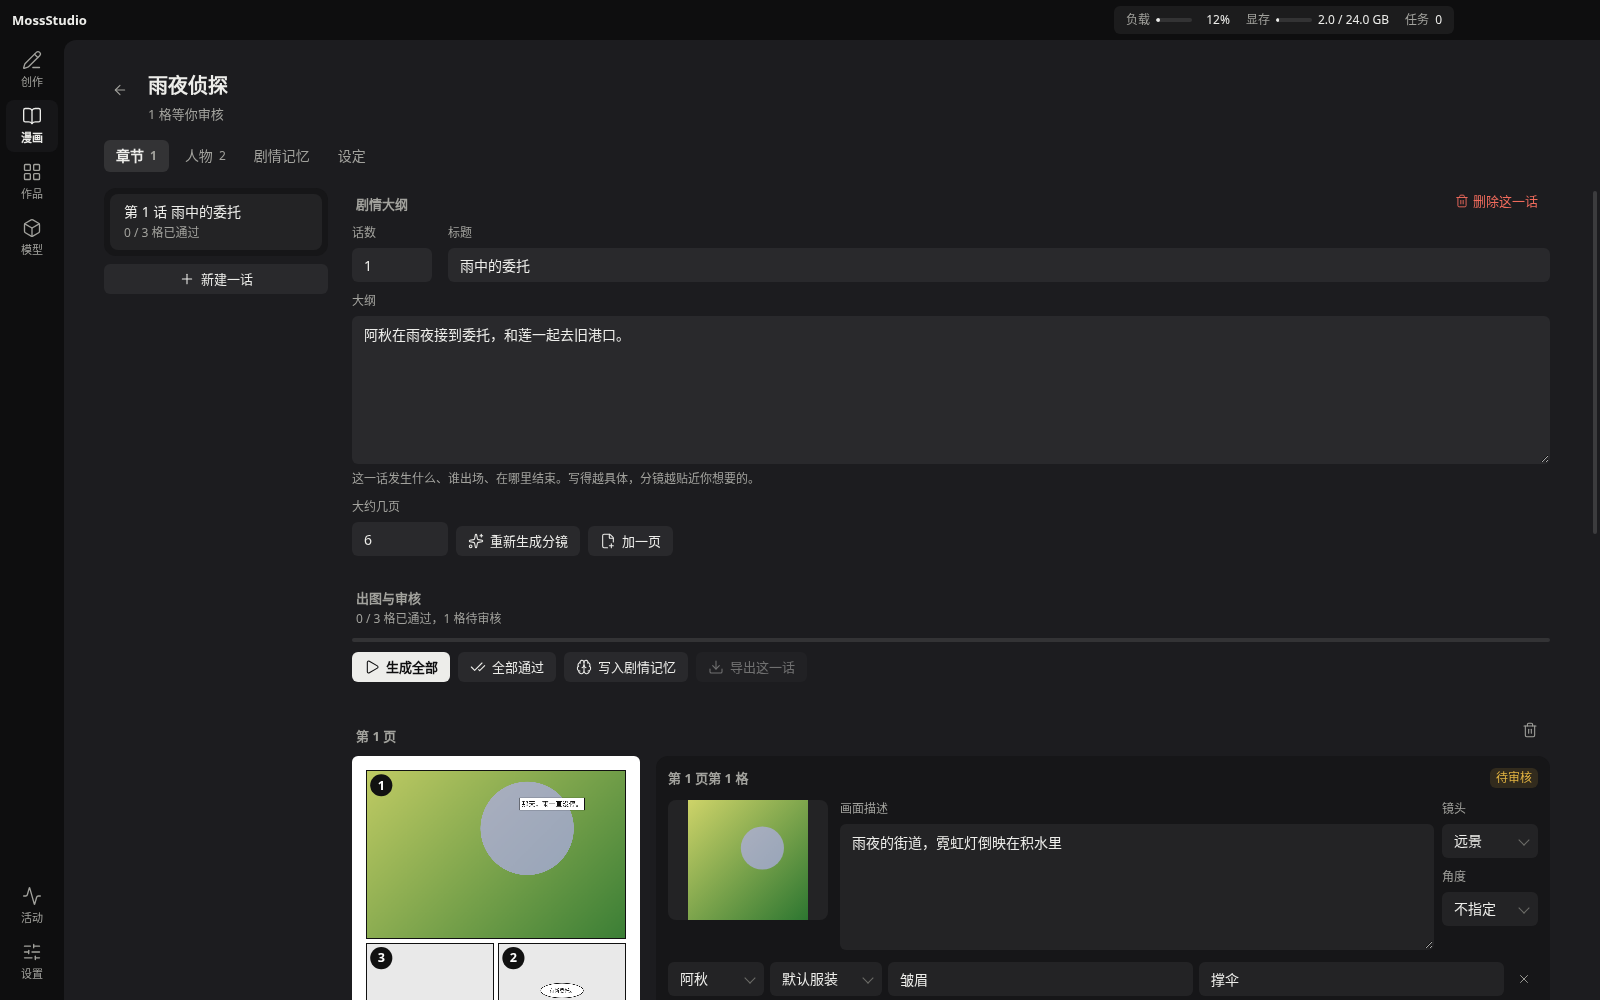 MossStudio
负载 12% 显存 2.0 / 24.0 GB 任务 0
创作
漫画
作品
模型
活动
设置
雨夜侦探
1 格等你审核
章节 1 人物 2 剧情记忆 设定
第 1 话 雨中的委托
0 / 3 格已通过
新建一话
剧情大纲
删除这一话
话数 标题
1 雨中的委托
大纲
阿秋在雨夜接到委托，和莲一起去旧港口。
这一话发生什么、谁出场、在哪里结束。写得越具体，分镜越贴近你想要的。
大约几页
6 重新生成分镜 加一页
出图与审核
0 / 3 格已通过，1 格待审核
生成全部 全部通过 写入剧情记忆 导出这一话
第 1 页
1
3 2
第 1 页第 1 格 待审核
画面描述 镜头
雨夜的街道，霓虹灯倒映在积水里 远景
角度
不指定
阿秋 默认服装 皱眉 撑伞